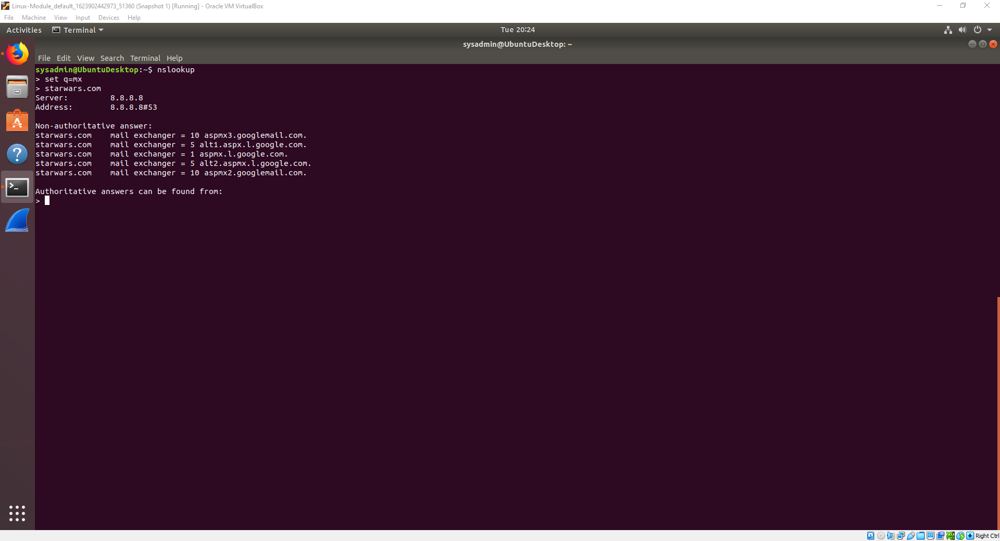 Linux-Module_default_1623902442973_51360 (Snapshot 1) [Running] - Oracle VM VirtualBox
File Machine View Input Devices Help
Activities Terminal Tue 20:24
sysadmin@UbuntuDesktop: ~
File Edit View Search Terminal Help
sysadmin@UbuntuDesktop:~$ nslookup
> set q=mx
> starwars.com
Server: 8.8.8.8
Address: 8.8.8.8#53
Non-authoritative answer:
starwars.com mail exchanger = 10 aspmx3.googlemail.com.
starwars.com mail exchanger = 5 alt1.aspx.l.google.com.
starwars.com mail exchanger = 1 aspmx.l.google.com.
starwars.com mail exchanger = 5 alt2.aspmx.l.google.com.
starwars.com mail exchanger = 10 aspmx2.googlemail.com.
Authoritative answers can be found from:
>
Right Ctrl